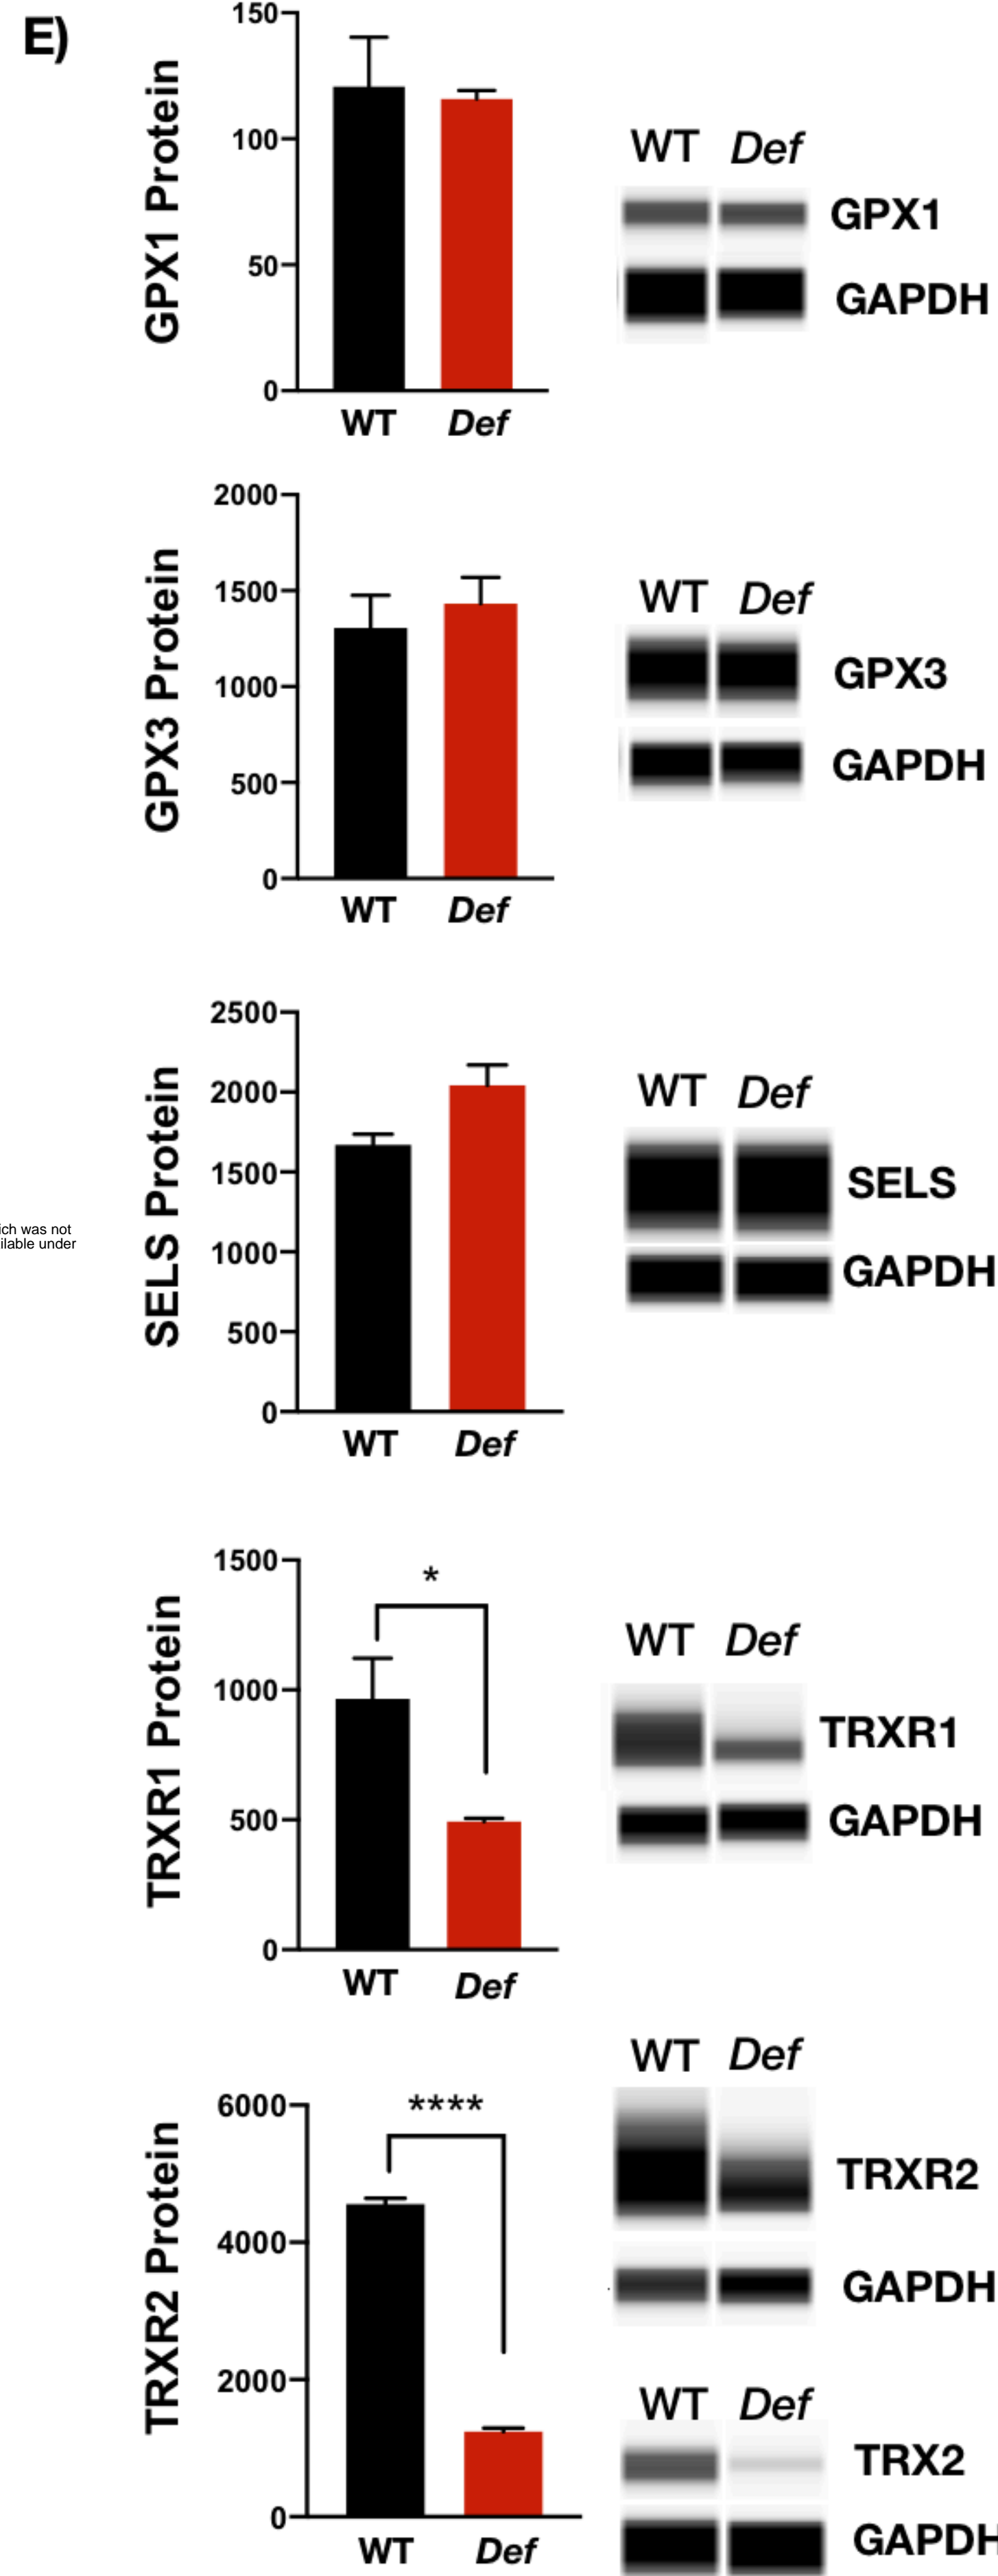 E)
GPX1 Protein
150
100
50
0
WT Def
WT Def
GPX1
GAPDH
GPX3 Protein
2000
1500
1000
500
0
WT Def
WT Def
GPX3
GAPDH
SELS Protein
2500
2000
1500
1000
500
0
WT Def
WT Def
SELS
GAPDH
ich was not
ilable under
TRXR1 Protein
1500
1000
500
0
*
WT Def
WT Def
TRXR1
GAPDH
TRXR2 Protein
6000
4000
2000
0
****
WT Def
WT Def
TRXR2
GAPDH
WT Def
TRX2
GAPDH